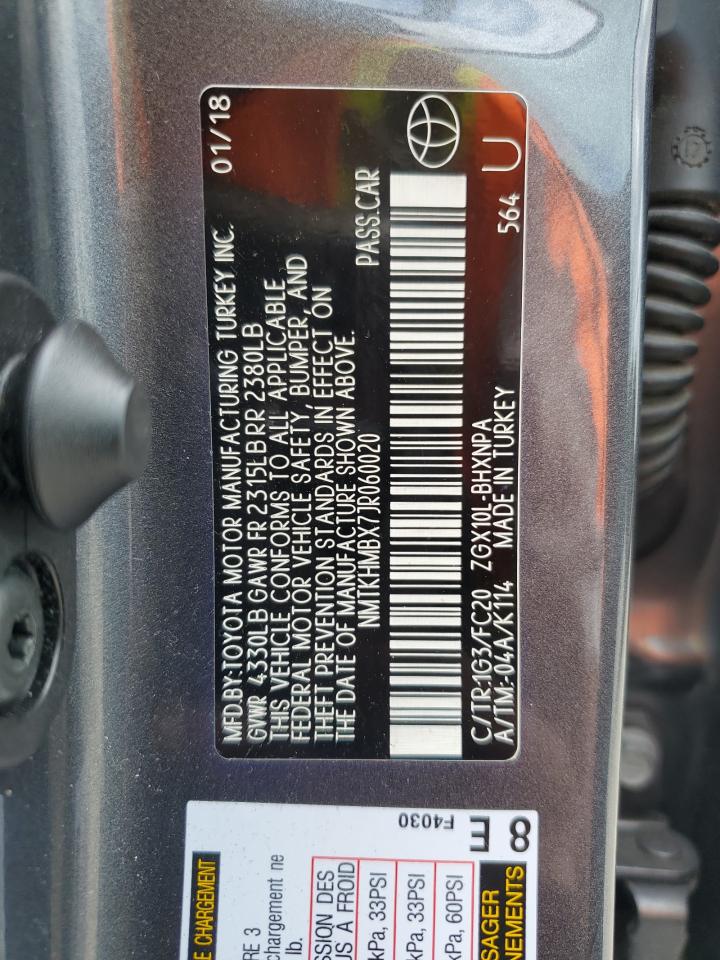 MFD.BY:TOYOTA MOTOR MANUFACTURING TURKEY INC. 01/18
GVWR 4330LB GAWR FR 2315LB RR 2380LB
THIS VEHICLE CONFORMS TO ALL APPLICABLE
FEDERAL MOTOR VEHICLE SAFETY, BUMPER, AND
THEFT PREVENTION STANDARDS IN EFFECT ON
THE DATE OF MANUFACTURE SHOWN ABOVE.
NMTKHMBX7JR060020 PASS.CAR
C/TR:1G3/FC20 ZGX10L-BHXNPA 564
A/TM:-04A/K114 MADE IN TURKEY U
E CHARGEMENT
RE 3
chargement ne
lb.
SSION DES
US A FROID
kPa, 33PSI
kPa, 33PSI
kPa, 60PSI
SAGER
NEMENTS
F4030
E
8